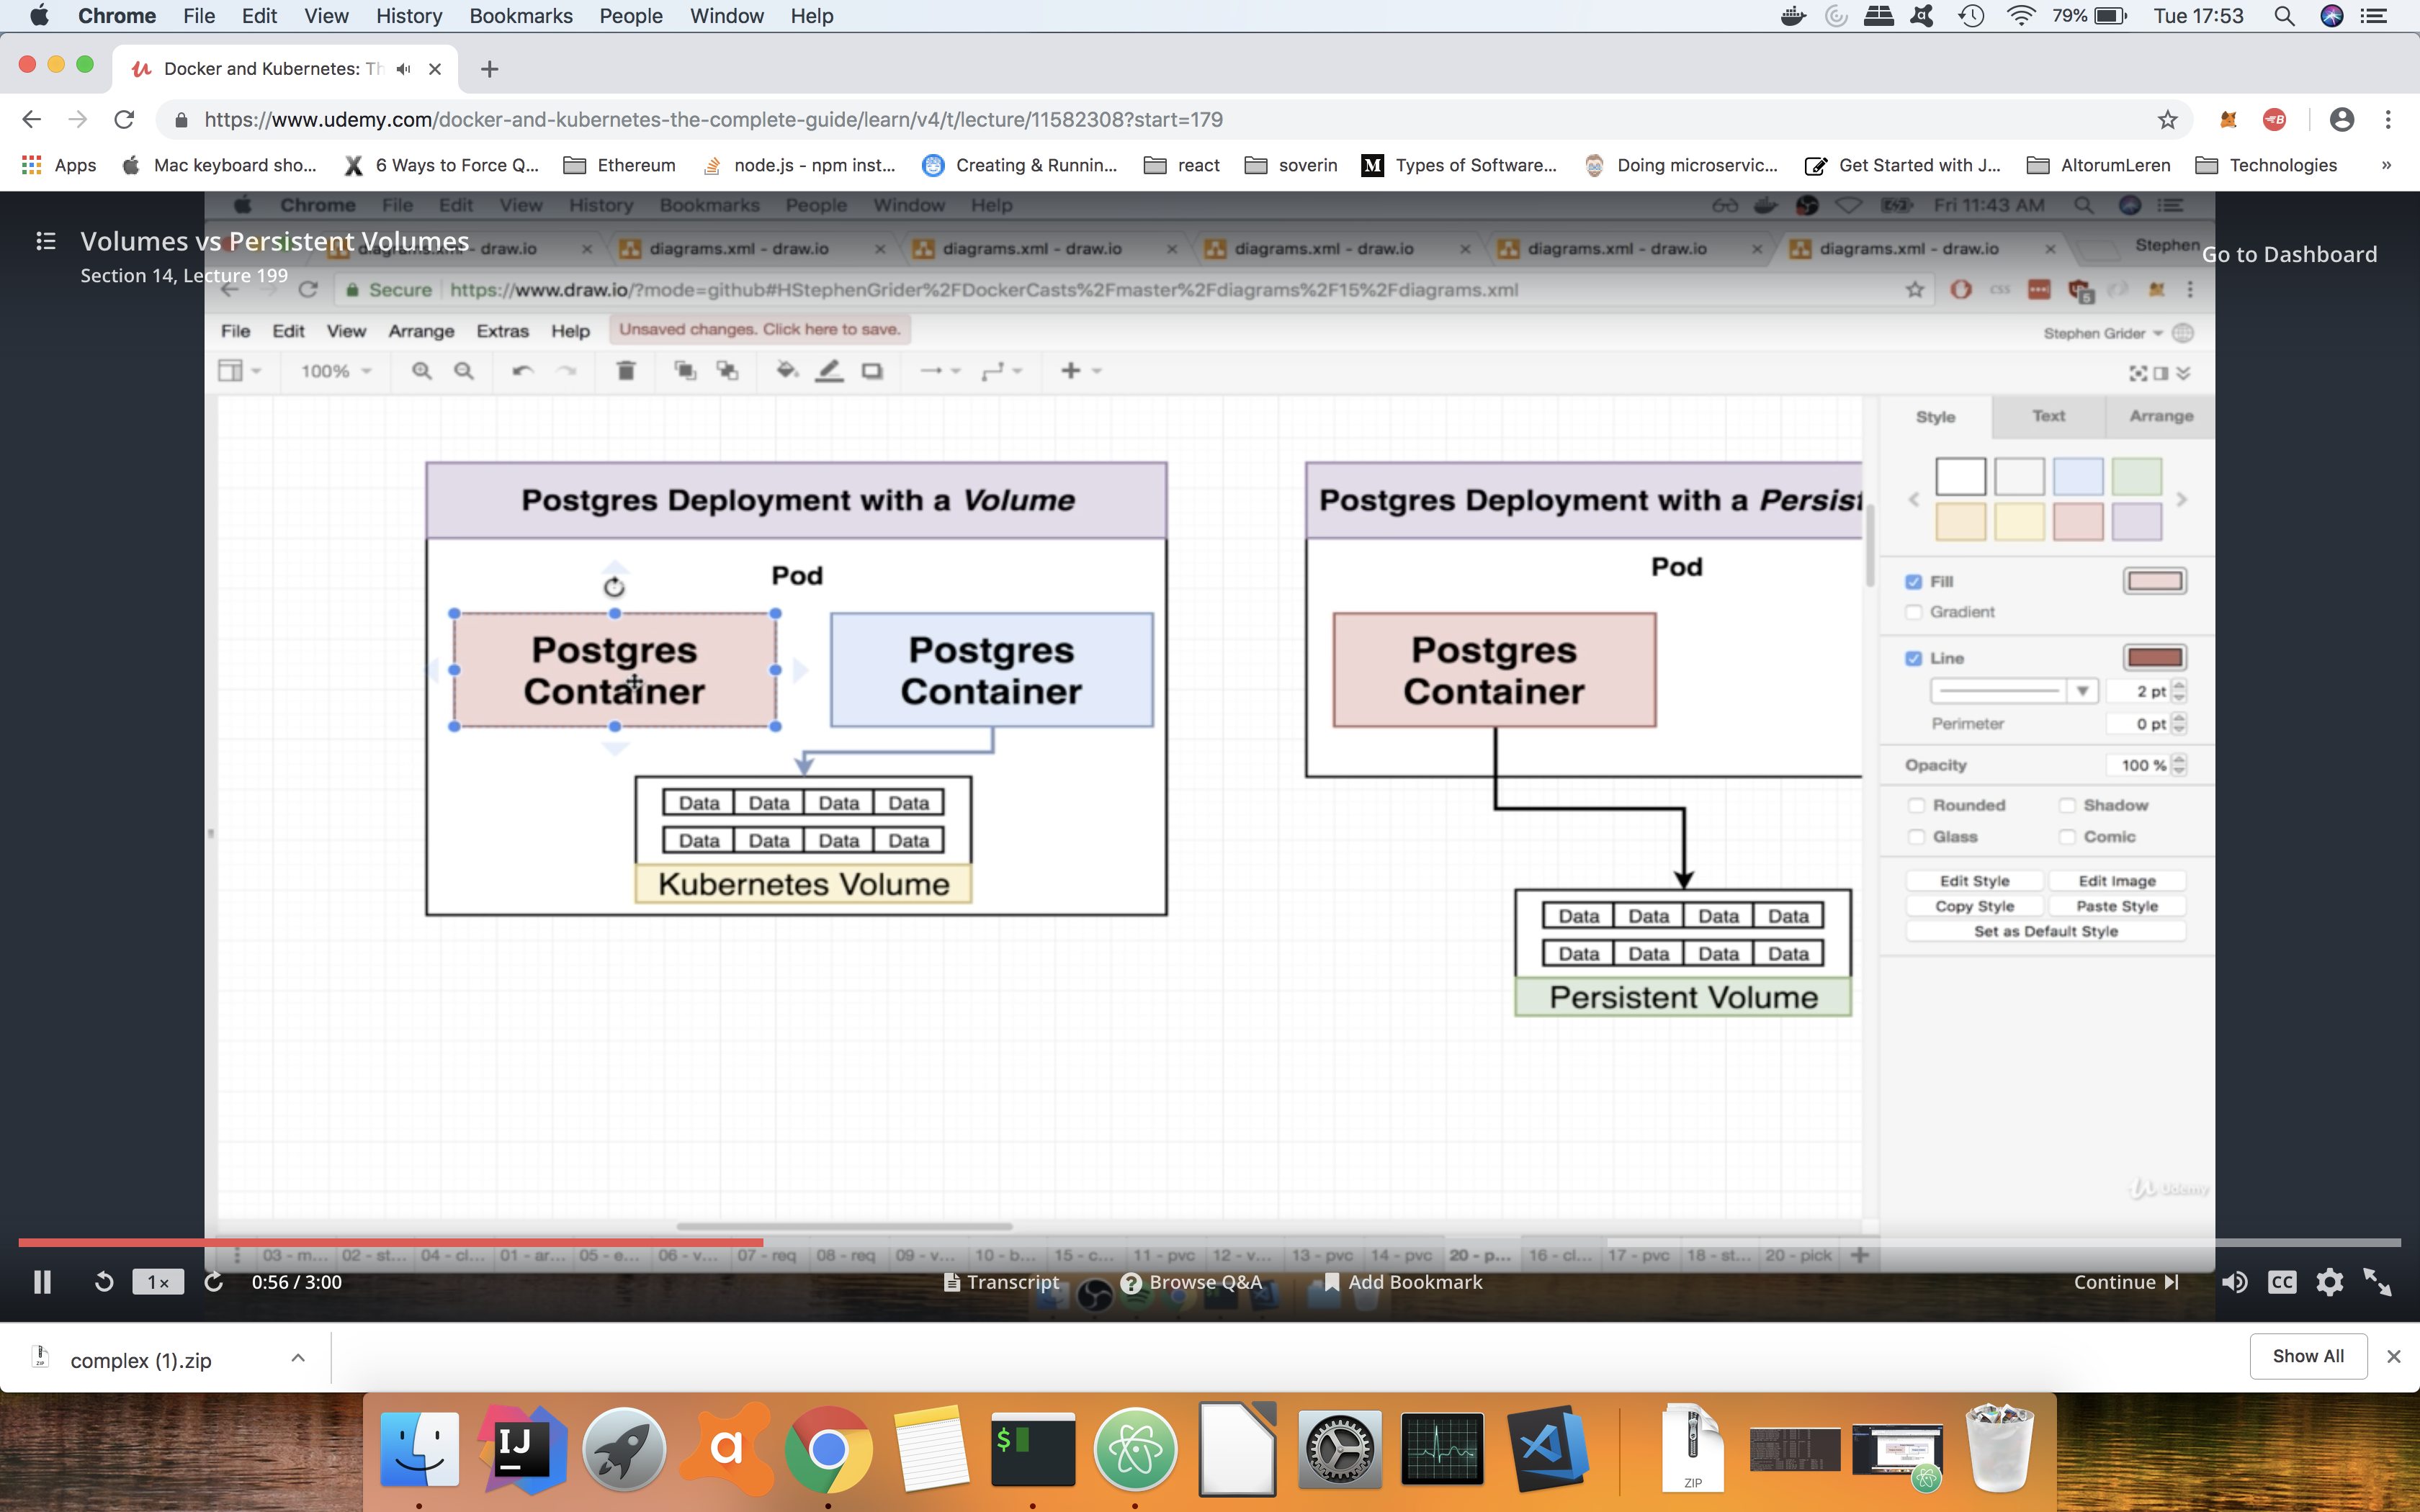 Chrome File Edit View History Bookmarks People Window Help 79% Tue 17:53
Docker and Kubernetes: Th
https://www.udemy.com/docker-and-kubernetes-the-complete-guide/learn/v4/t/lecture/11582308?start=179
Apps Mac keyboard sho... 6 Ways to Force Q... Ethereum node.js - npm inst... Creating & Runnin... react soverin Types of Software... Doing microservic... Get Started with J... AltorumLeren Technologies »
Chrome File Edit View History Bookmarks People Window Help Fri 11:43 AM
Volumes vs Persistent Volumes
diagrams.xml - draw.io diagrams.xml - draw.io diagrams.xml - draw.io diagrams.xml - draw.io diagrams.xml - draw.io diagrams.xml - draw.io Stephen
Go to Dashboard
Section 14, Lecture 199
Secure https://www.draw.io/?mode=github#HStephenGrider%2FDockerCasts%2Fmaster%2Fdiagrams%2F15%2Fdiagrams.xml
File Edit View Arrange Extras Help Unsaved changes. Click here to save. Stephen Grider
100%
Style Text Arrange
Postgres Deployment with a Volume
Postgres Deployment with a Persist
Pod
Pod
Postgres
Container
Postgres
Container
Postgres
Container
Data Data Data Data
Data Data Data Data
Kubernetes Volume
Data Data Data Data
Data Data Data Data
Persistent Volume
Fill
Gradient
Line
2 pt
Perimeter 0 pt
Opacity 100 %
Rounded Shadow
Glass Comic
Edit Style Edit Image
Copy Style Paste Style
Set as Default Style
Udemy
03 - m... 02 - st... 04 - cl... 01 - ar... 05 - e... 06 - v... 07 - req 08 - req 09 - v... 10 - b... 15 - c... 11 - pvc 12 - v... 13 - pvc 14 - pvc 20 - p... 16 - cl... 17 - pvc 18 - st... 20 - pick
1x 0:56 / 3:00 Transcript Browse Q&A Add Bookmark Continue CC
complex (1).zip Show All
IJ
$
ZIP